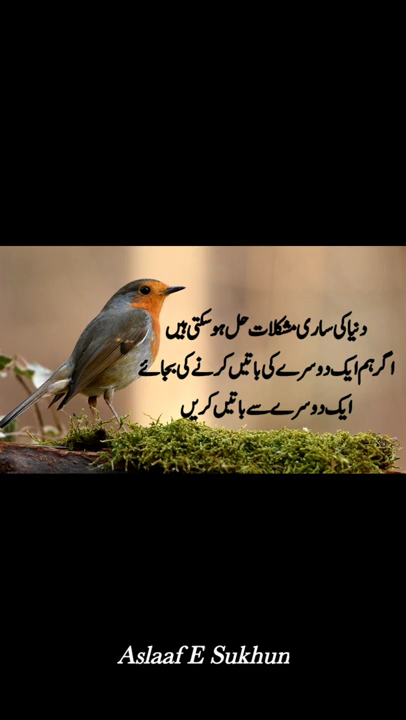 دنیا کی ساری مشکلات حل ہو سکتی ہیں
اگر ہم ایک دوسرے کی باتیں کرنے کی بجائے
ایک دوسرے سے باتیں کریں
Aslaaf E Sukhun